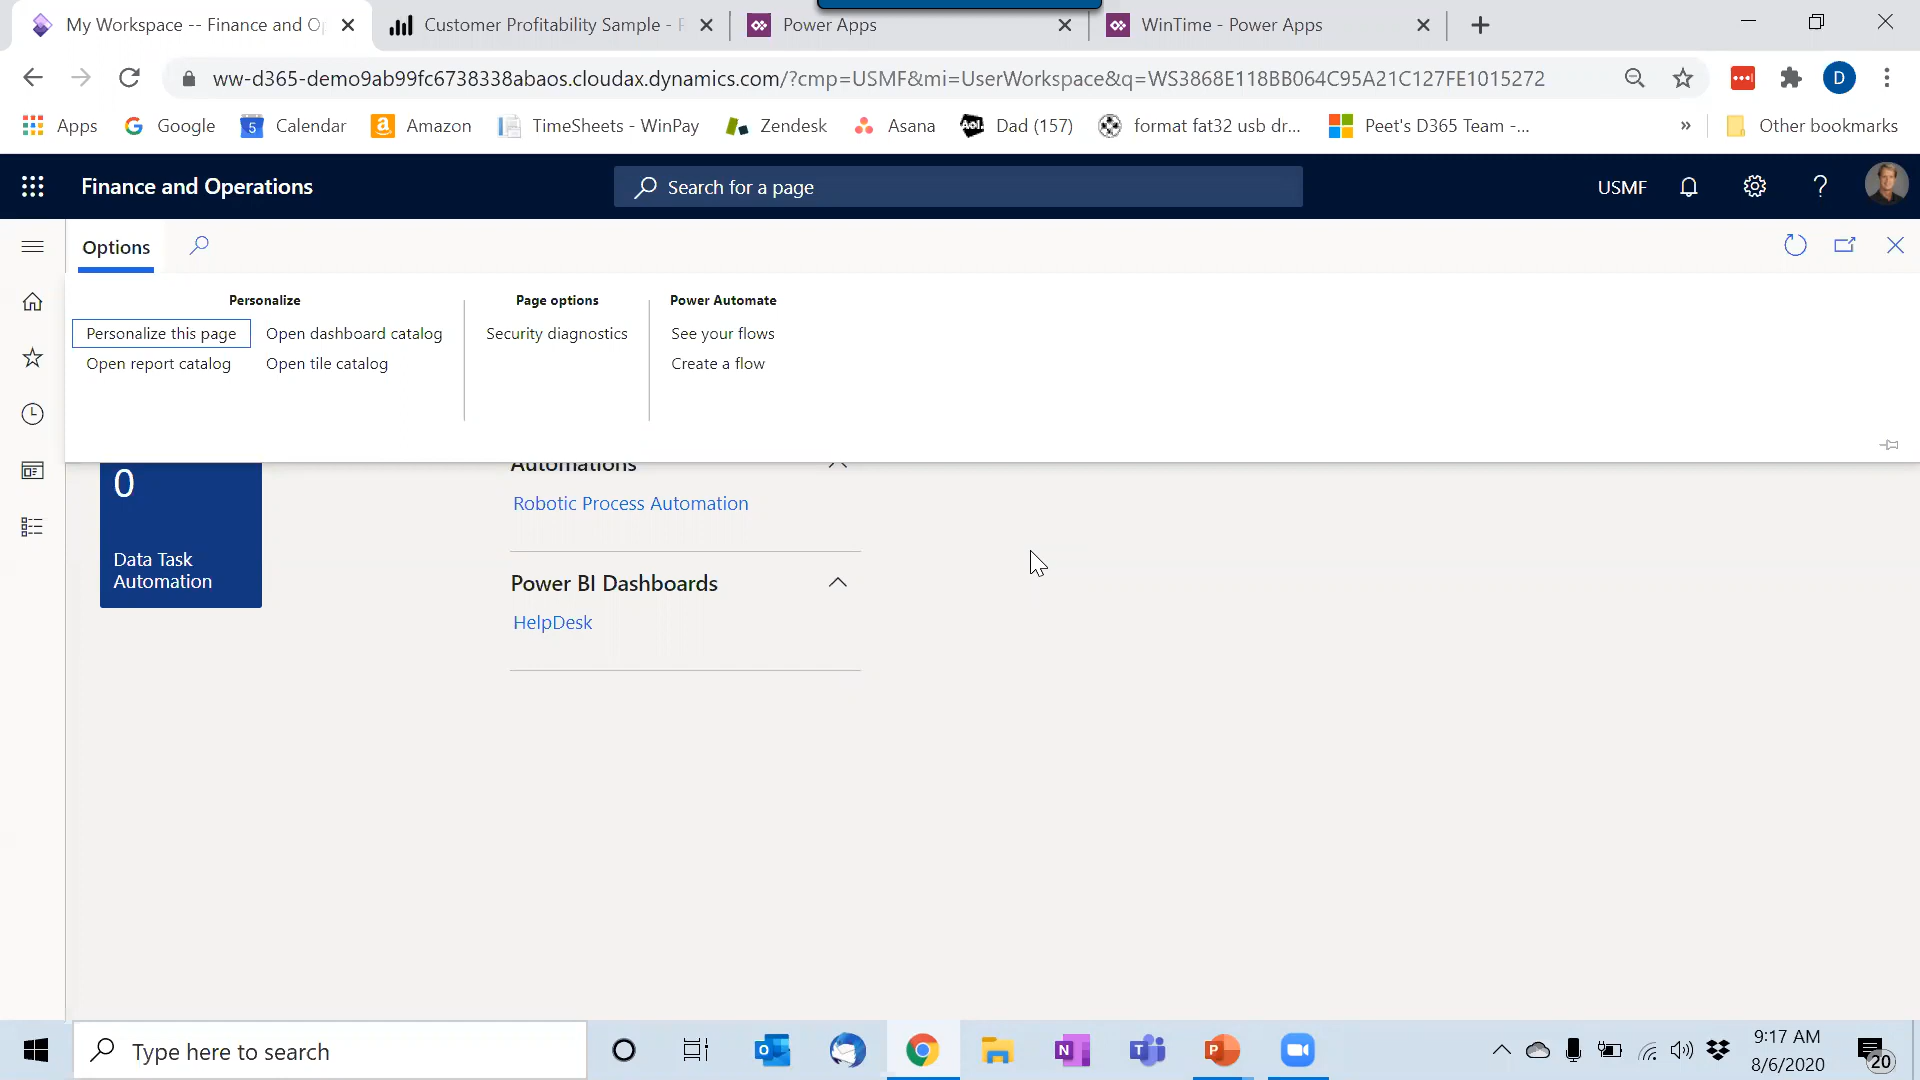 My Workspace -- Finance and O
Customer Profitability Sample -
Power Apps
WinTime - Power Apps
ww-d365-demo9ab99fc6738338abaos.cloudax.dynamics.com/?cmp=USMF&mi=UserWorkspace&q=WS3868E118BB064C95A21C127FE1015272
D
Apps
Google
5
Calendar
a
Amazon
TimeSheets - WinPay
Zendesk
Asana
Aol.
Dad (157)
format fat32 usb dr...
Peet's D365 Team -...
»
Other bookmarks
Finance and Operations
Search for a page
USMF
?
Options
Personalize
Page options
Power Automate
Personalize this page
Open dashboard catalog
Security diagnostics
See your flows
Open report catalog
Open tile catalog
Create a flow
0
Data Task
Automation
Automations
Robotic Process Automation
Power BI Dashboards
HelpDesk
Type here to search
9:17 AM
8/6/2020
20